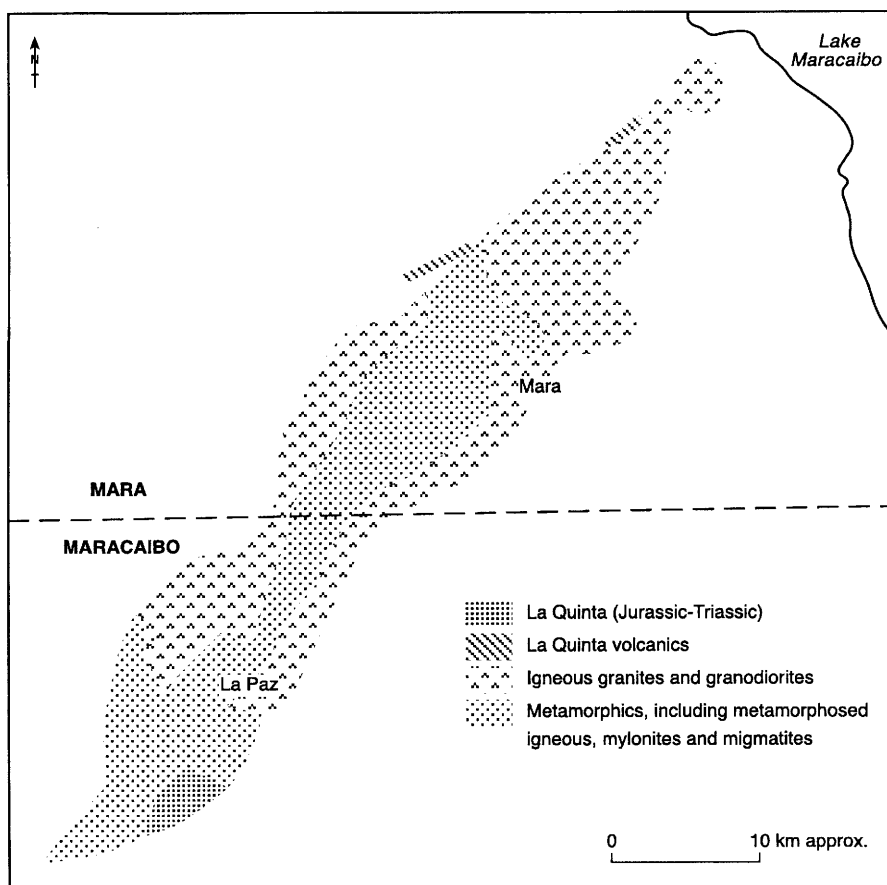 N
Lake
Maracaibo
Mara
MARA
MARACAIBO
La Paz
La Quinta (Jurassic-Triassic)
La Quinta volcanics
Igneous granites and granodiorites
Metamorphics, including metamorphosed
igneous, mylonites and migmatites
0 10 km approx.